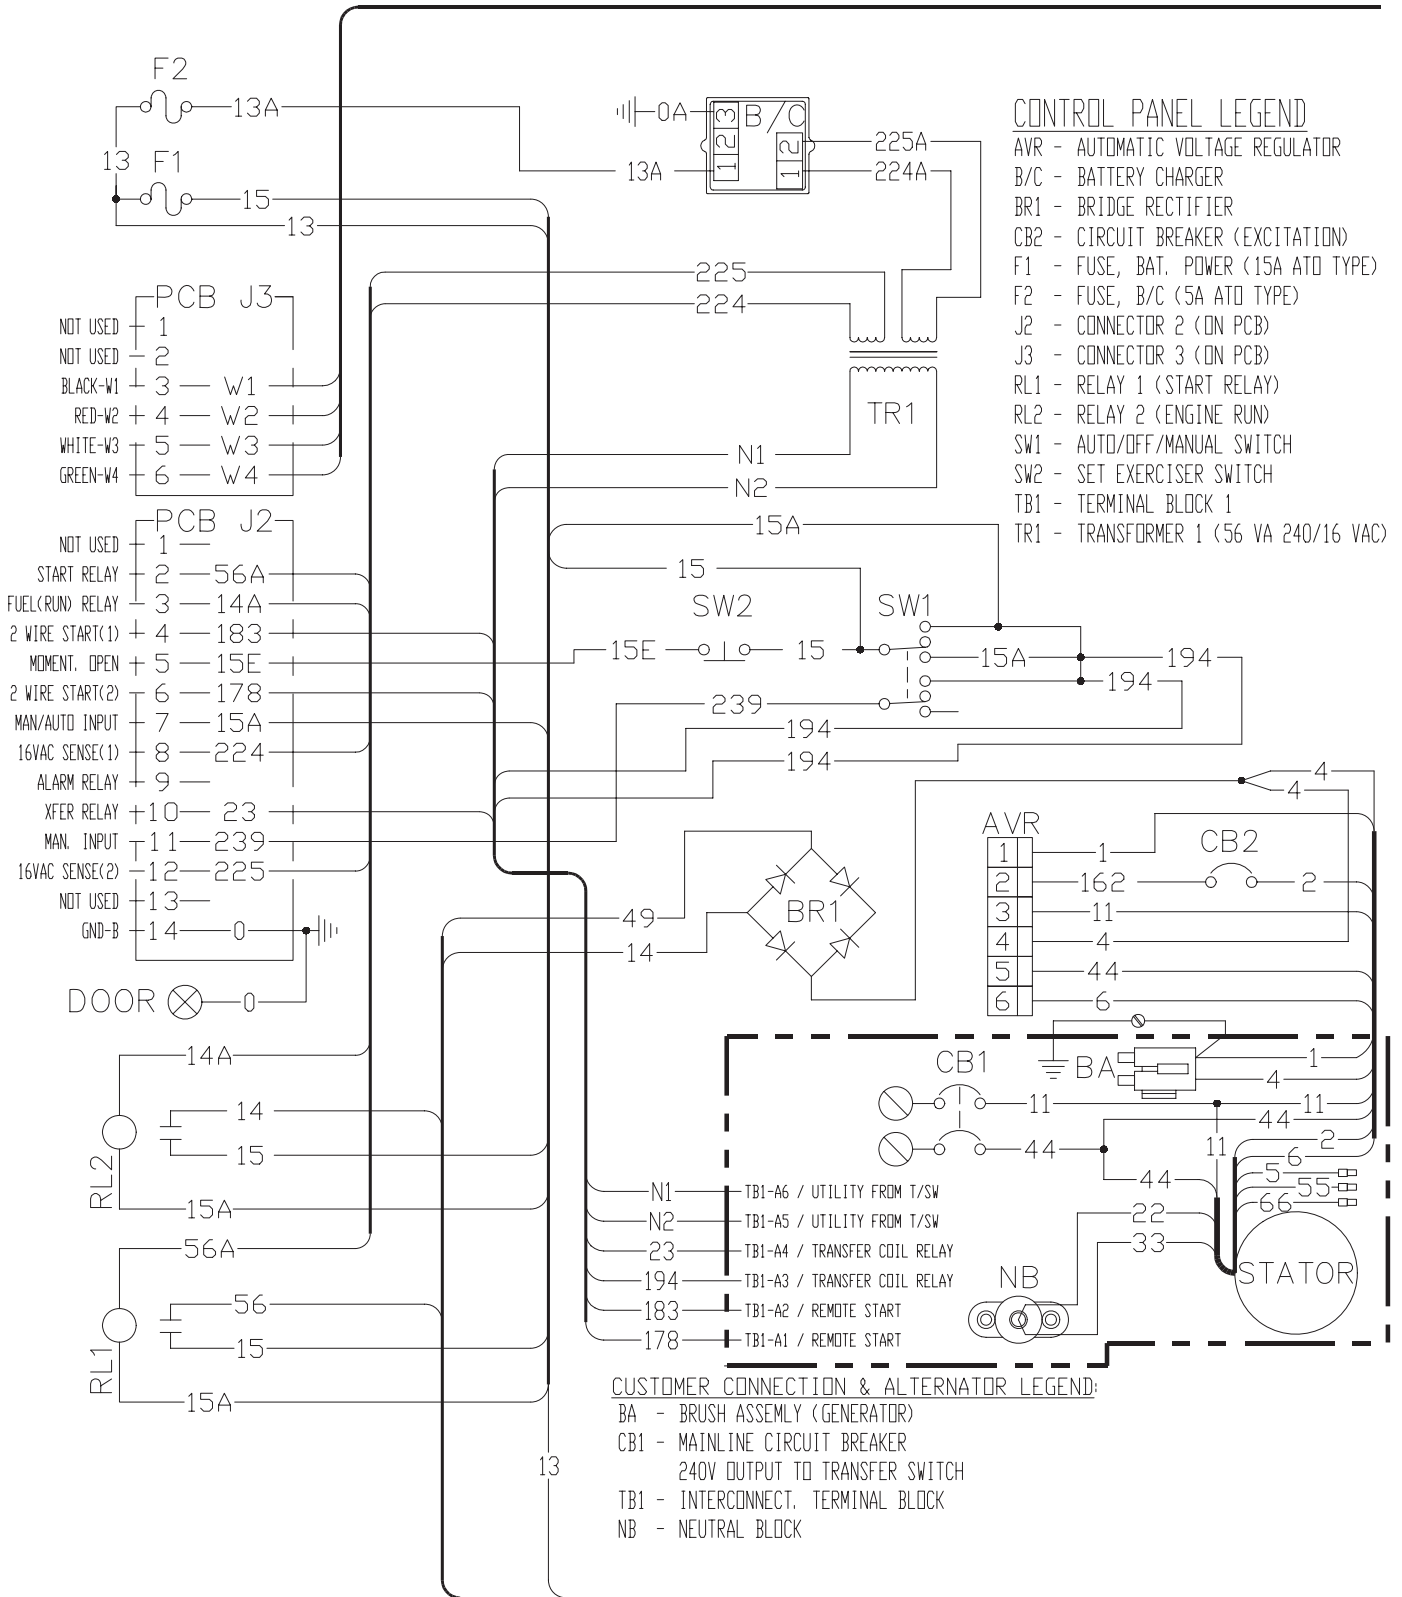 F2
13A
13
F1
15
13
0A
3 2 1
B/C
2 1
13A
225A
224A
CONTROL PANEL LEGEND
AVR - AUTOMATIC VOLTAGE REGULATOR
B/C - BATTERY CHARGER
BR1 - BRIDGE RECTIFIER
CB2 - CIRCUIT BREAKER (EXCITATION)
F1 - FUSE, BAT. POWER (15A ATO TYPE)
F2 - FUSE, B/C (5A ATO TYPE)
J2 - CONNECTOR 2 (ON PCB)
J3 - CONNECTOR 3 (ON PCB)
RL1 - RELAY 1 (START RELAY)
RL2 - RELAY 2 (ENGINE RUN)
SW1 - AUTO/OFF/MANUAL SWITCH
SW2 - SET EXERCISER SWITCH
TB1 - TERMINAL BLOCK 1
TR1 - TRANSFORMER 1 (56 VA 240/16 VAC)
225
224
TR1
N1
N2
PCB J3
NOT USED 1
NOT USED 2
BLACK-W1 3 W1
RED-W2 4 W2
WHITE-W3 5 W3
GREEN-W4 6 W4
PCB J2
NOT USED 1
START RELAY 2 56A
FUEL(RUN) RELAY 3 14A
2 WIRE START(1) 4 183
MOMENT. OPEN 5 15E
2 WIRE START(2) 6 178
MAN/AUTO INPUT 7 15A
16VAC SENSE(1) 8 224
ALARM RELAY 9
XFER RELAY 10 23
MAN. INPUT 11 239
16VAC SENSE(2) 12 225
NOT USED 13
GND-B 14 0
DOOR 0
15A
15
SW2
SW1
15E
15
15A
194
194
239
194
194
4
4
AVR
1 1
2 162
CB2
2
3 11
4 4
5 44
6 6
BR1
49
14
14A
14
15
15A
RL2
56A
56
15
15A
RL1
13
CB1
BA
1
4
11
11
44
44
11
2
6
44
5
55
66
22
33
STATOR
NB
N1 TB1-A6 / UTILITY FROM T/SW
N2 TB1-A5 / UTILITY FROM T/SW
23 TB1-A4 / TRANSFER COIL RELAY
194 TB1-A3 / TRANSFER COIL RELAY
183 TB1-A2 / REMOTE START
178 TB1-A1 / REMOTE START
CUSTOMER CONNECTION & ALTERNATOR LEGEND:
BA - BRUSH ASSEMLY (GENERATOR)
CB1 - MAINLINE CIRCUIT BREAKER
240V OUTPUT TO TRANSFER SWITCH
TB1 - INTERCONNECT. TERMINAL BLOCK
NB - NEUTRAL BLOCK